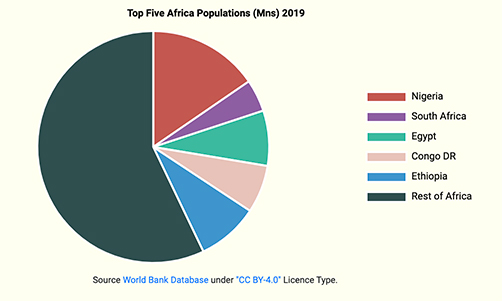 Top Five Africa Populations (Mns) 2019
Nigeria
South Africa
Egypt
Congo DR
Ethiopia
Rest of Africa
Source World Bank Database under "CC BY-4.0" Licence Type.